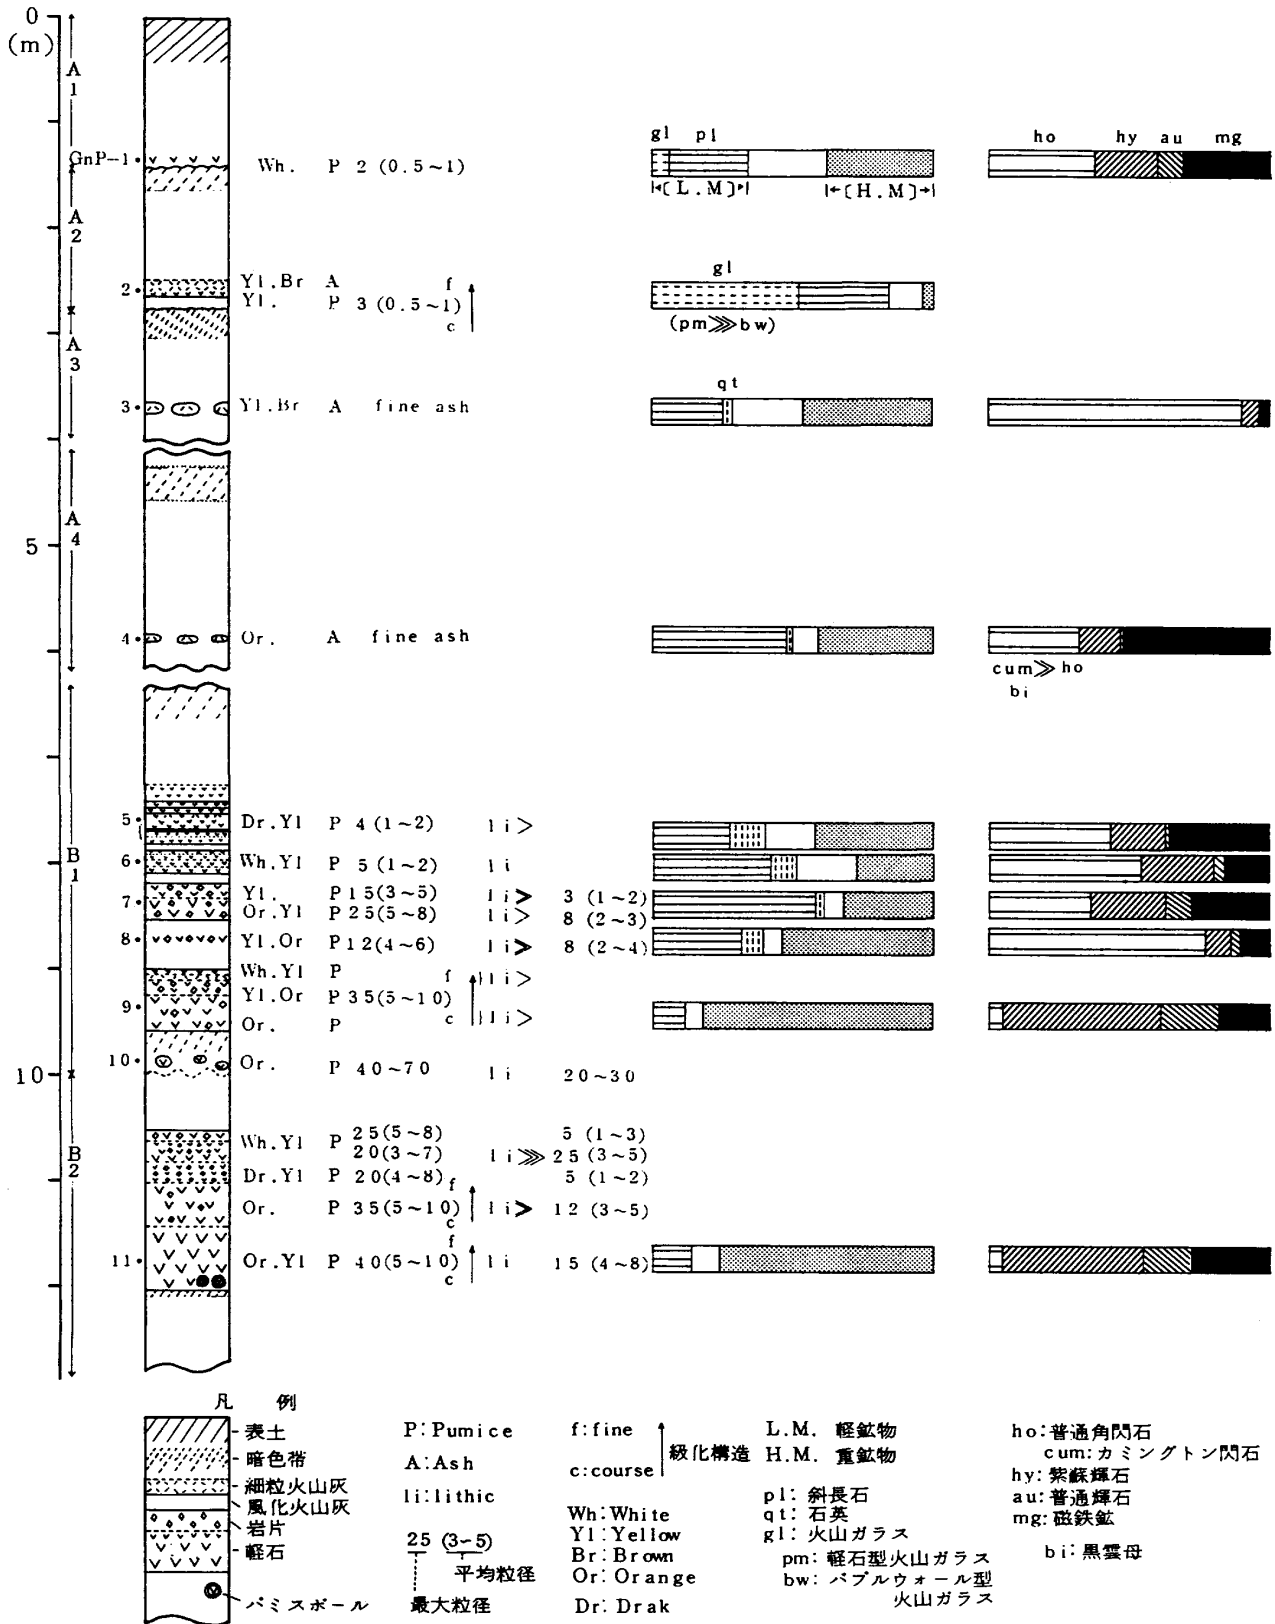 0
(m)
A1
gl pl
ho hy au mg
GnP-1
Wh. P 2 (0.5~1)
[L.M]
[H.M]
A2
gl
2
Yl.Br A f
Yl. P 3 (0.5~1)
c
(pm⋙bw)
A3
qt
3
Yl.Br A fine ash
A4
5
4
Or. A fine ash
cum≫ho
bi
B1
5
Dr.Yl P 4 (1~2) li>
6
Wh.Yl P 5 (1~2) li
7
Yl. P15(3~5) li> 3 (1~2)
Or.Yl P25(5~8) li> 8 (2~3)
8
Yl.Or P12(4~6) li> 8 (2~4)
Wh.Yl P f li>
9
Yl.Or P35(5~10)
Or. P c li>
10
Or. P 40~70 li 20~30
10
B2
25(5~8) 5 (1~3)
Wh.Yl P
20(3~7) li⋙ 25 (3~5)
Dr.Yl P 20(4~8) f 5 (1~2)
Or. P 35(5~10) c li> 12 (3~5)
f
11
Or.Yl P 40(5~10) li 15 (4~8)
c
凡 例
表土
暗色帯
細粒火山灰
風化火山灰
岩片
軽石
パミスボール
P:Pumice
A:Ash
li:lithic
25 (3~5)
平均粒径
最大粒径
f:fine
級化構造
c:course
Wh:White
Yl:Yellow
Br:Brown
Or:Orange
Dr:Drak
L.M. 軽鉱物
H.M. 重鉱物
pl: 斜長石
qt: 石英
gl: 火山ガラス
pm: 軽石型火山ガラス
bw: バブルウォール型
火山ガラス
ho:普通角閃石
cum:カミングトン閃石
hy:紫蘇輝石
au:普通輝石
mg:磁鉄鉱
bi:黒雲母